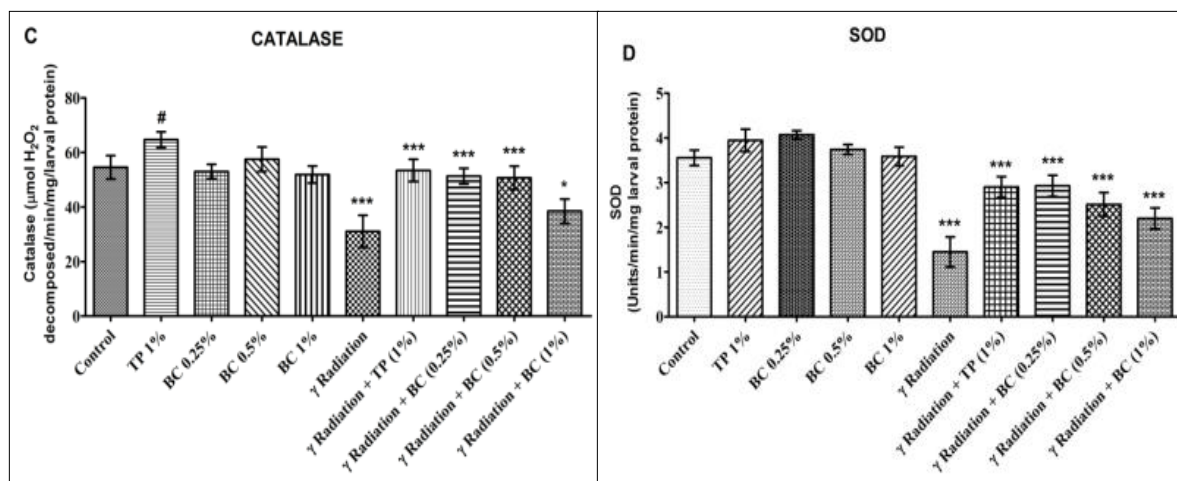 C
CATALASE
Catalase (µmol H₂O₂
decomposed/min/mg/larval protein)
80
60
40
20
0
#
***
***
***
***
*
Control
TP 1%
BC 0.25%
BC 0.5%
BC 1%
γ Radiation
γ Radiation + TP (1%)
γ Radiation + BC (0.25%)
γ Radiation + BC (0.5%)
γ Radiation + BC (1%)
D
SOD
SOD
(Units/min/mg larval protein)
5
4
3
2
1
0
***
***
***
***
***
Control
TP 1%
BC 0.25%
BC 0.5%
BC 1%
γ Radiation
γ Radiation + TP (1%)
γ Radiation + BC (0.25%)
γ Radiation + BC (0.5%)
γ Radiation + BC (1%)